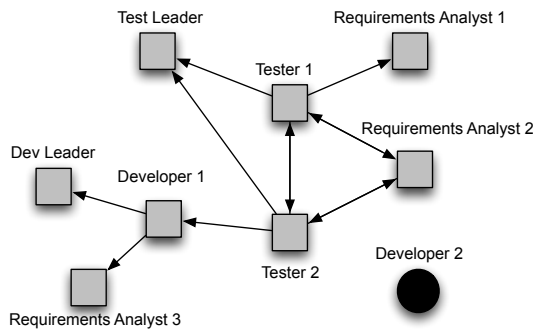 Test Leader
Requirements Analyst 1
Tester 1
Requirements Analyst 2
Dev Leader
Developer 1
Developer 2
Tester 2
Requirements Analyst 3